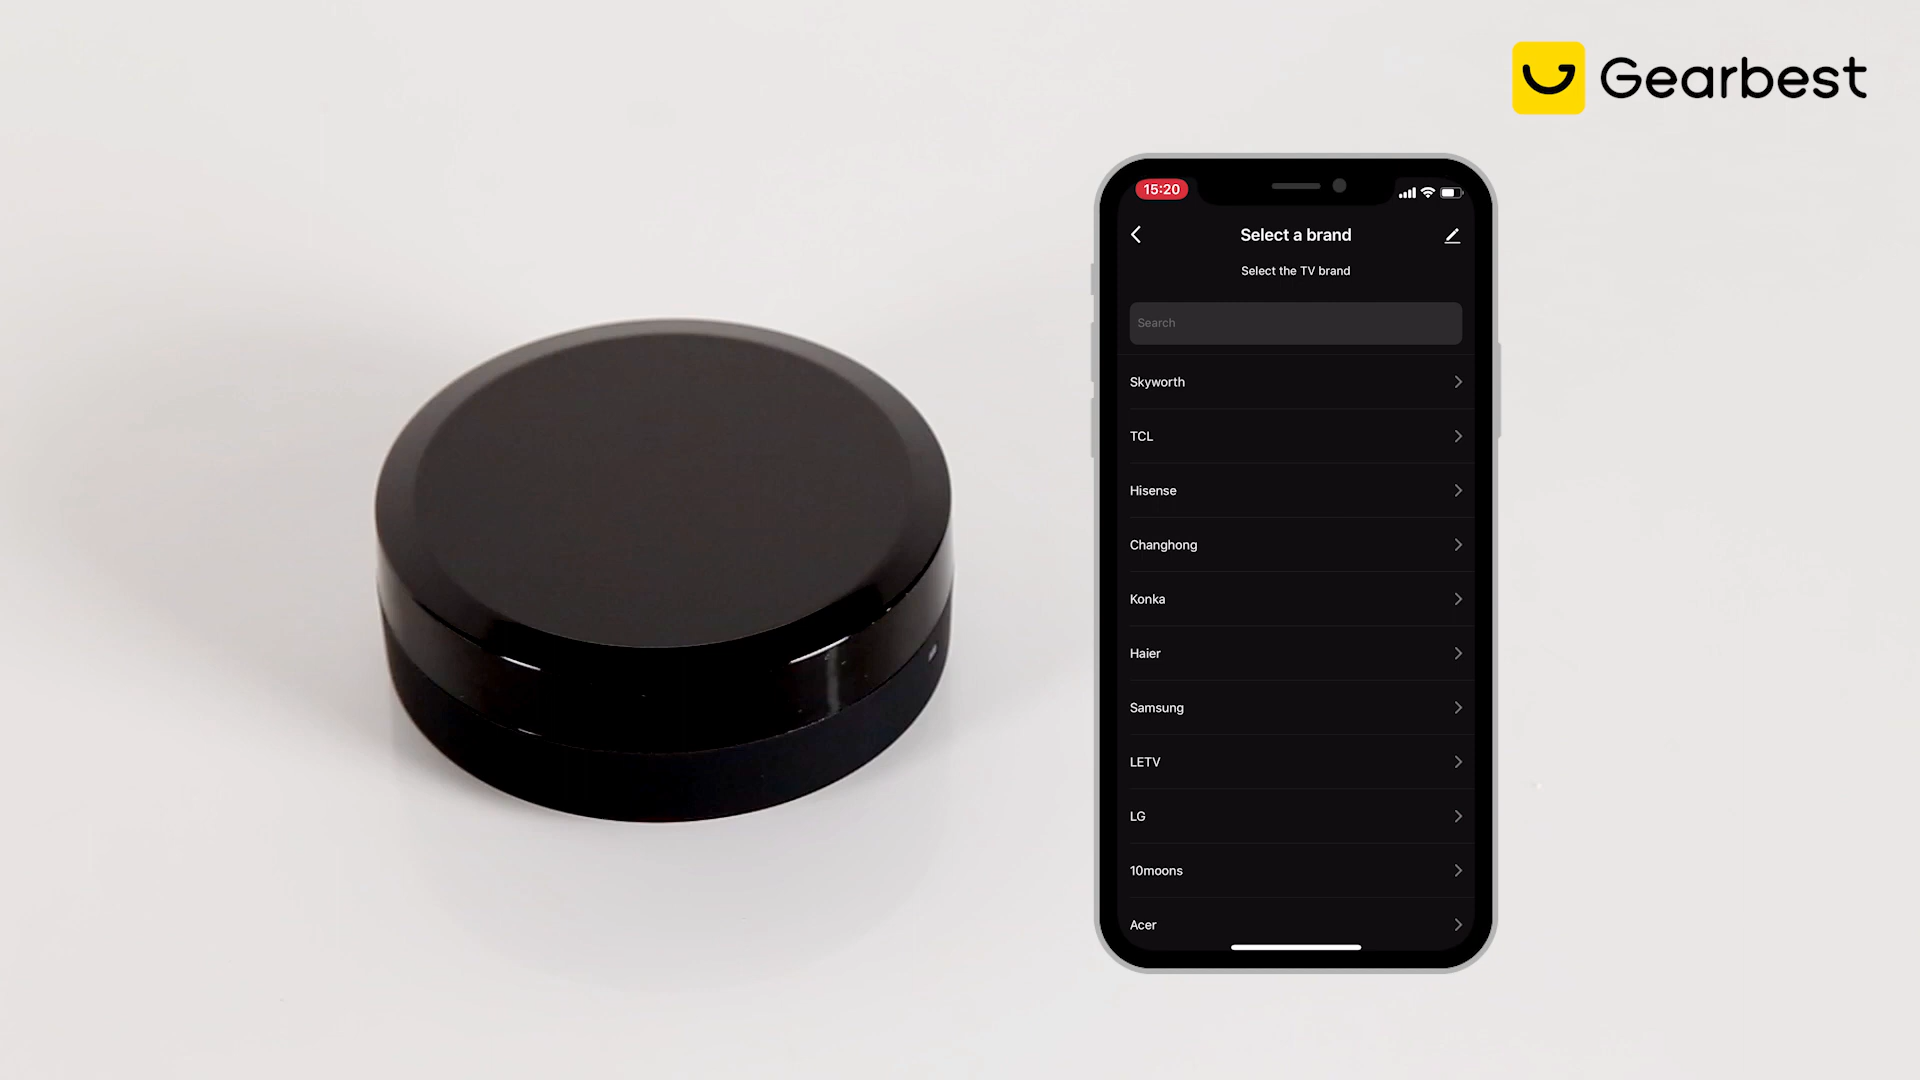 Gearbest
15:20
Select a brand
Select the TV brand
Search
Skyworth
TCL
Hisense
Changhong
Konka
Haier
Samsung
LETV
LG
10moons
Acer